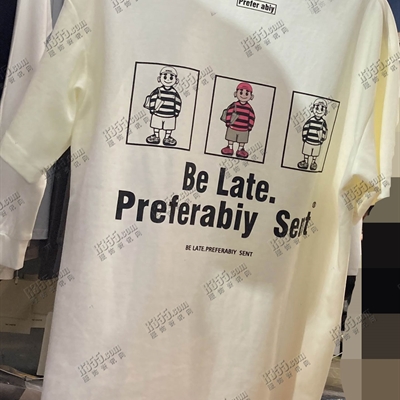 Prefer abiy
Be Late.
Preferabiy Sent
BE LATE.PREFERABIY SENT